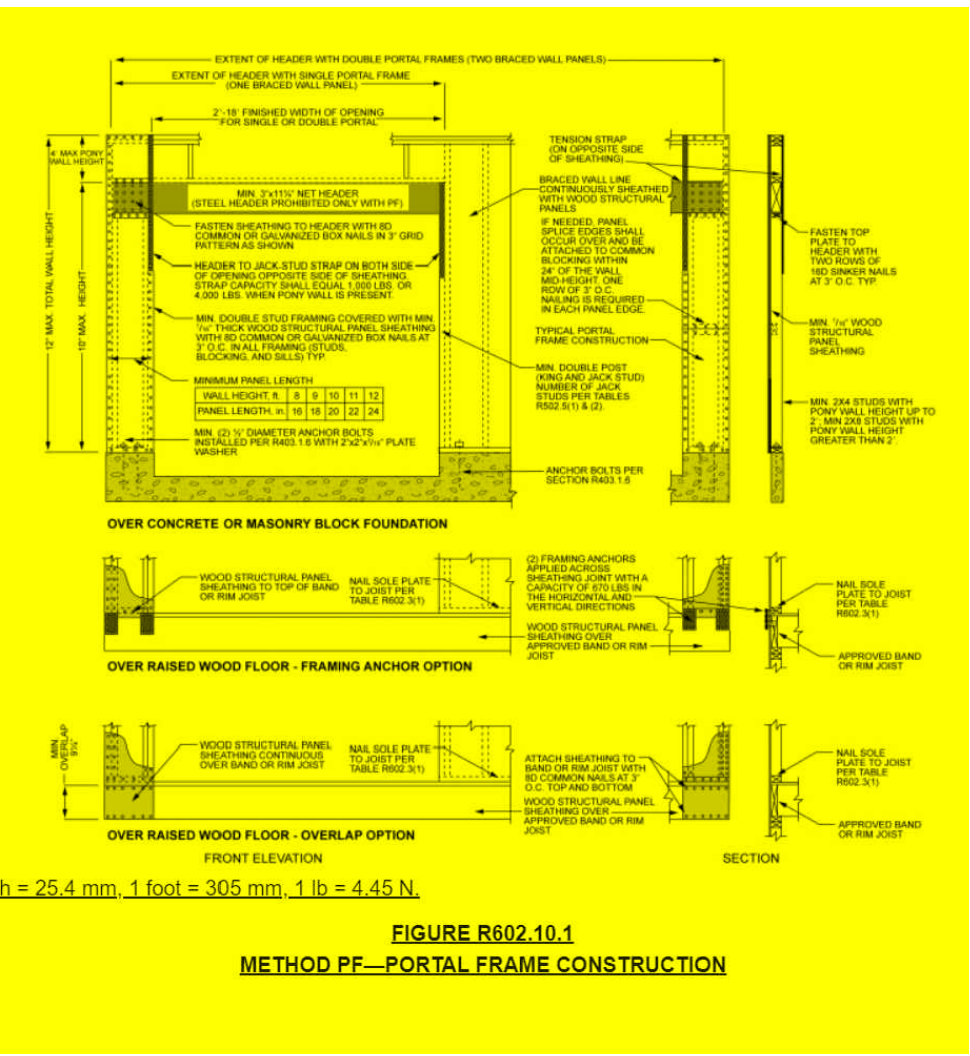 EXTENT OF HEADER WITH DOUBLE PORTAL FRAMES (TWO BRACED WALL PANELS)
EXTENT OF HEADER WITH SINGLE PORTAL FRAME
(ONE BRACED WALL PANEL)
2'-18' FINISHED WIDTH OF OPENING
FOR SINGLE OR DOUBLE PORTAL
4' MAX PONY
WALL HEIGHT
12' MAX TOTAL WALL HEIGHT
10' MAX HEIGHT
MIN. 3"x11¼" NET HEADER
(STEEL HEADER PROHIBITED ONLY WITH PF)
FASTEN SHEATHING TO HEADER WITH 8D
COMMON OR GALVANIZED BOX NAILS IN 3" GRID
PATTERN AS SHOWN
HEADER TO JACK-STUD STRAP ON BOTH SIDE
OF OPENING OPPOSITE SIDE OF SHEATHING.
STRAP CAPACITY SHALL EQUAL 1,000 LBS. OR
4,000 LBS. WHEN PONY WALL IS PRESENT.
MIN. DOUBLE STUD FRAMING COVERED WITH MIN.
7/16" THICK WOOD STRUCTURAL PANEL SHEATHING
WITH 8D COMMON OR GALVANIZED BOX NAILS AT
3" O.C. IN ALL FRAMING (STUDS,
BLOCKING, AND SILLS) TYP.
MINIMUM PANEL LENGTH
WALL HEIGHT, ft. 8 9 10 11 12
PANEL LENGTH, in. 16 18 20 22 24
MIN. (2) ½" DIAMETER ANCHOR BOLTS
INSTALLED PER R403.1.6 WITH 2"x2"x3/16" PLATE
WASHER
TENSION STRAP
(ON OPPOSITE SIDE
OF SHEATHING)
BRACED WALL LINE
CONTINUOUSLY SHEATHED
WITH WOOD STRUCTURAL
PANELS
IF NEEDED, PANEL
SPLICE EDGES SHALL
OCCUR OVER AND BE
ATTACHED TO COMMON
BLOCKING WITHIN
24" OF THE WALL
MID-HEIGHT. ONE
ROW OF 3" O.C.
NAILING IS REQUIRED
IN EACH PANEL EDGE.
TYPICAL PORTAL
FRAME CONSTRUCTION
MIN. DOUBLE POST
(KING AND JACK STUD)
NUMBER OF JACK
STUDS PER TABLES
R502.5(1) & (2).
ANCHOR BOLTS PER
SECTION R403.1.6
FASTEN TOP
PLATE TO
HEADER WITH
TWO ROWS OF
16D SINKER NAILS
AT 3" O.C. TYP.
MIN. 7/16" WOOD
STRUCTURAL
PANEL
SHEATHING
MIN. 2X4 STUDS WITH
PONY WALL HEIGHT UP TO
2'; MIN 2X6 STUDS WITH
PONY WALL HEIGHT
GREATER THAN 2'.
OVER CONCRETE OR MASONRY BLOCK FOUNDATION
WOOD STRUCTURAL PANEL
SHEATHING TO TOP OF BAND
OR RIM JOIST
NAIL SOLE PLATE
TO JOIST PER
TABLE R602.3(1)
(2) FRAMING ANCHORS
APPLIED ACROSS
SHEATHING JOINT WITH A
CAPACITY OF 670 LBS IN
THE HORIZONTAL AND
VERTICAL DIRECTIONS
WOOD STRUCTURAL PANEL
SHEATHING OVER
APPROVED BAND OR RIM
JOIST
NAIL SOLE
PLATE TO JOIST
PER TABLE
R602.3(1)
APPROVED BAND
OR RIM JOIST
OVER RAISED WOOD FLOOR - FRAMING ANCHOR OPTION
MIN.
OVERLAP
9¼"
WOOD STRUCTURAL PANEL
SHEATHING CONTINUOUS
OVER BAND OR RIM JOIST
NAIL SOLE PLATE
TO JOIST PER
TABLE R602.3(1)
ATTACH SHEATHING TO
BAND OR RIM JOIST WITH
8D COMMON NAILS AT 3"
O.C. TOP AND BOTTOM
WOOD STRUCTURAL PANEL
SHEATHING OVER
APPROVED BAND OR RIM
JOIST
NAIL SOLE
PLATE TO JOIST
PER TABLE
R602.3(1)
APPROVED BAND
OR RIM JOIST
OVER RAISED WOOD FLOOR - OVERLAP OPTION
FRONT ELEVATION
SECTION
h = 25.4 mm, 1 foot = 305 mm, 1 lb = 4.45 N.
FIGURE R602.10.1
METHOD PF—PORTAL FRAME CONSTRUCTION